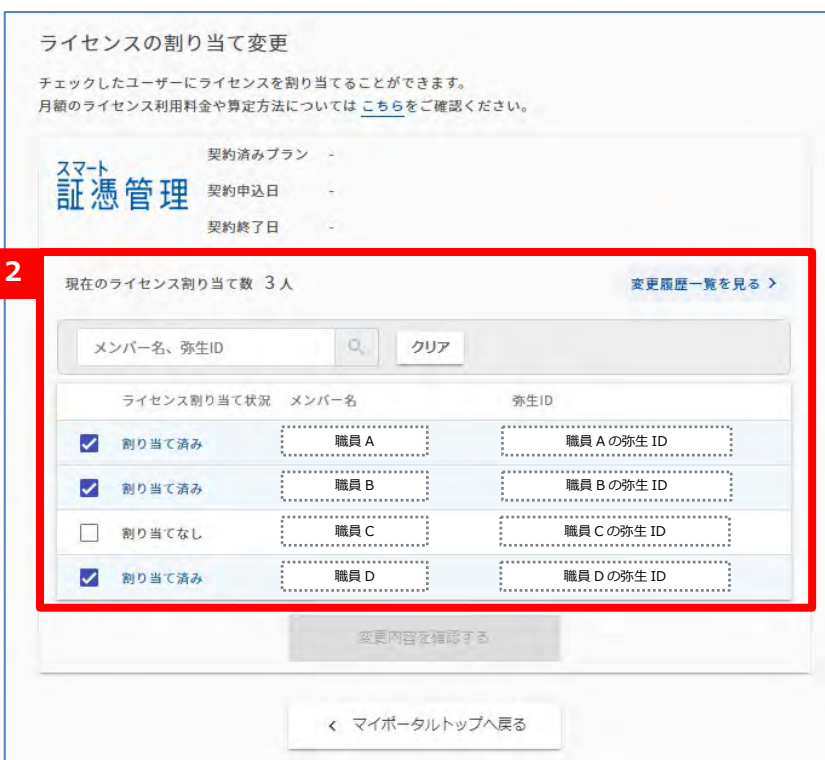 ライセンスの割り当て変更
チェックしたユーザーにライセンスを割り当てることができます。
月額のライセンス利用料金や算定方法については こちらをご確認ください。
スマート
証憑管理
契約済みプラン -
契約申込日 -
契約終了日 -
2
現在のライセンス割り当て数 3人 変更履歴一覧を見る >
メンバー名、弥生ID クリア
ライセンス割り当て状況 メンバー名 弥生ID
割り当て済み 職員 A 職員 A の弥生 ID
割り当て済み 職員 B 職員 B の弥生 ID
割り当てなし 職員 C 職員 C の弥生 ID
割り当て済み 職員 D 職員 D の弥生 ID
変更内容を確認する
< マイポータルトップへ戻る